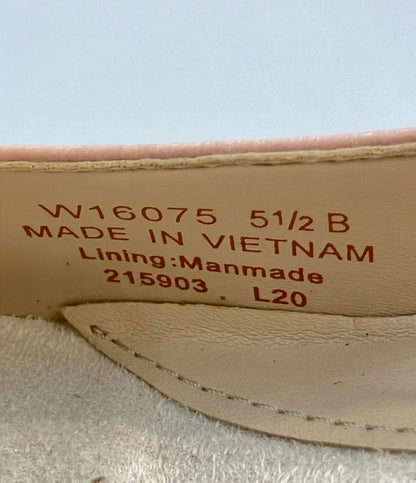 W16075 5½ B
MADE IN VIETNAM
Lining:Manmade
215903 L20